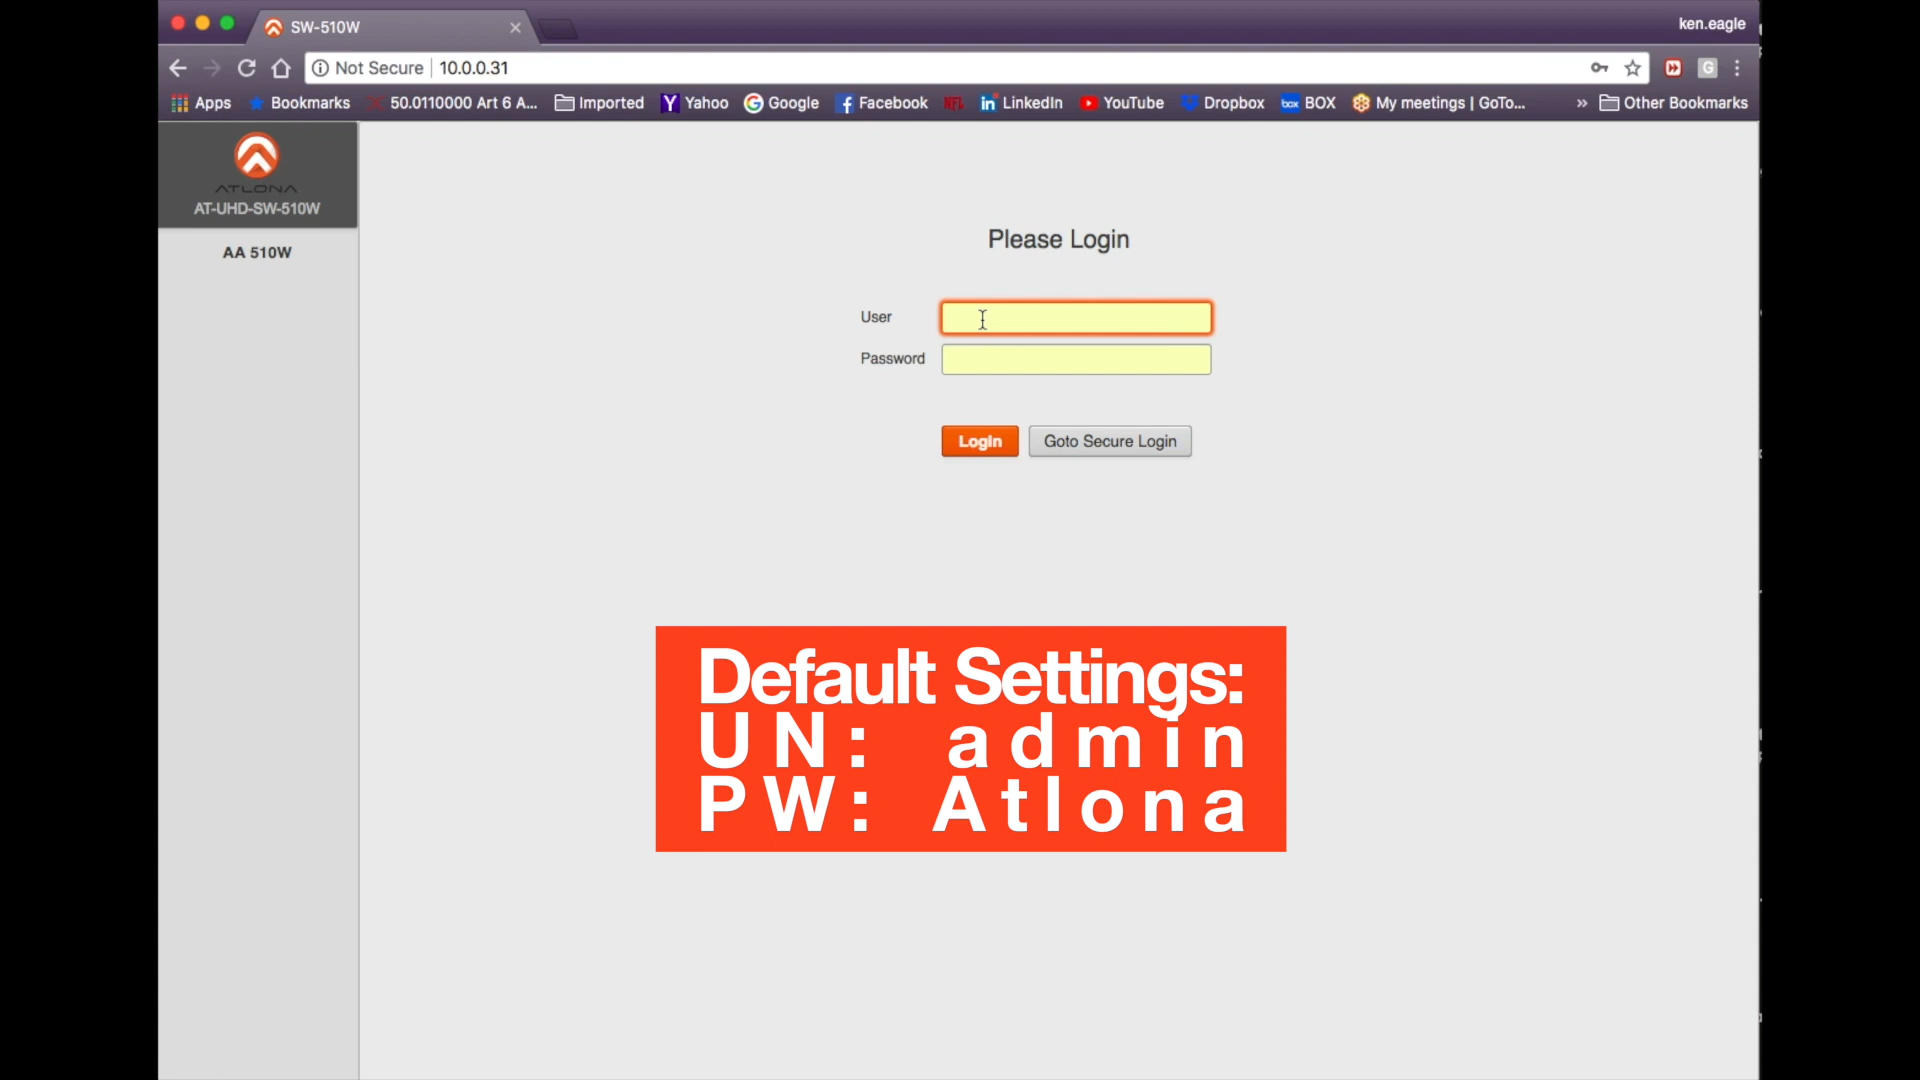 SW-510W
ken.eagle
Not Secure 10.0.0.31
Apps Bookmarks 50.0110000 Art 6 A... Imported Yahoo Google Facebook NFL LinkedIn YouTube Dropbox box BOX My meetings | GoTo... » Other Bookmarks
ATLONA
AT-UHD-SW-510W
AA 510W
Please Login
User
Password
Login Goto Secure Login
Default Settings:
UN: admin
PW: Atlona